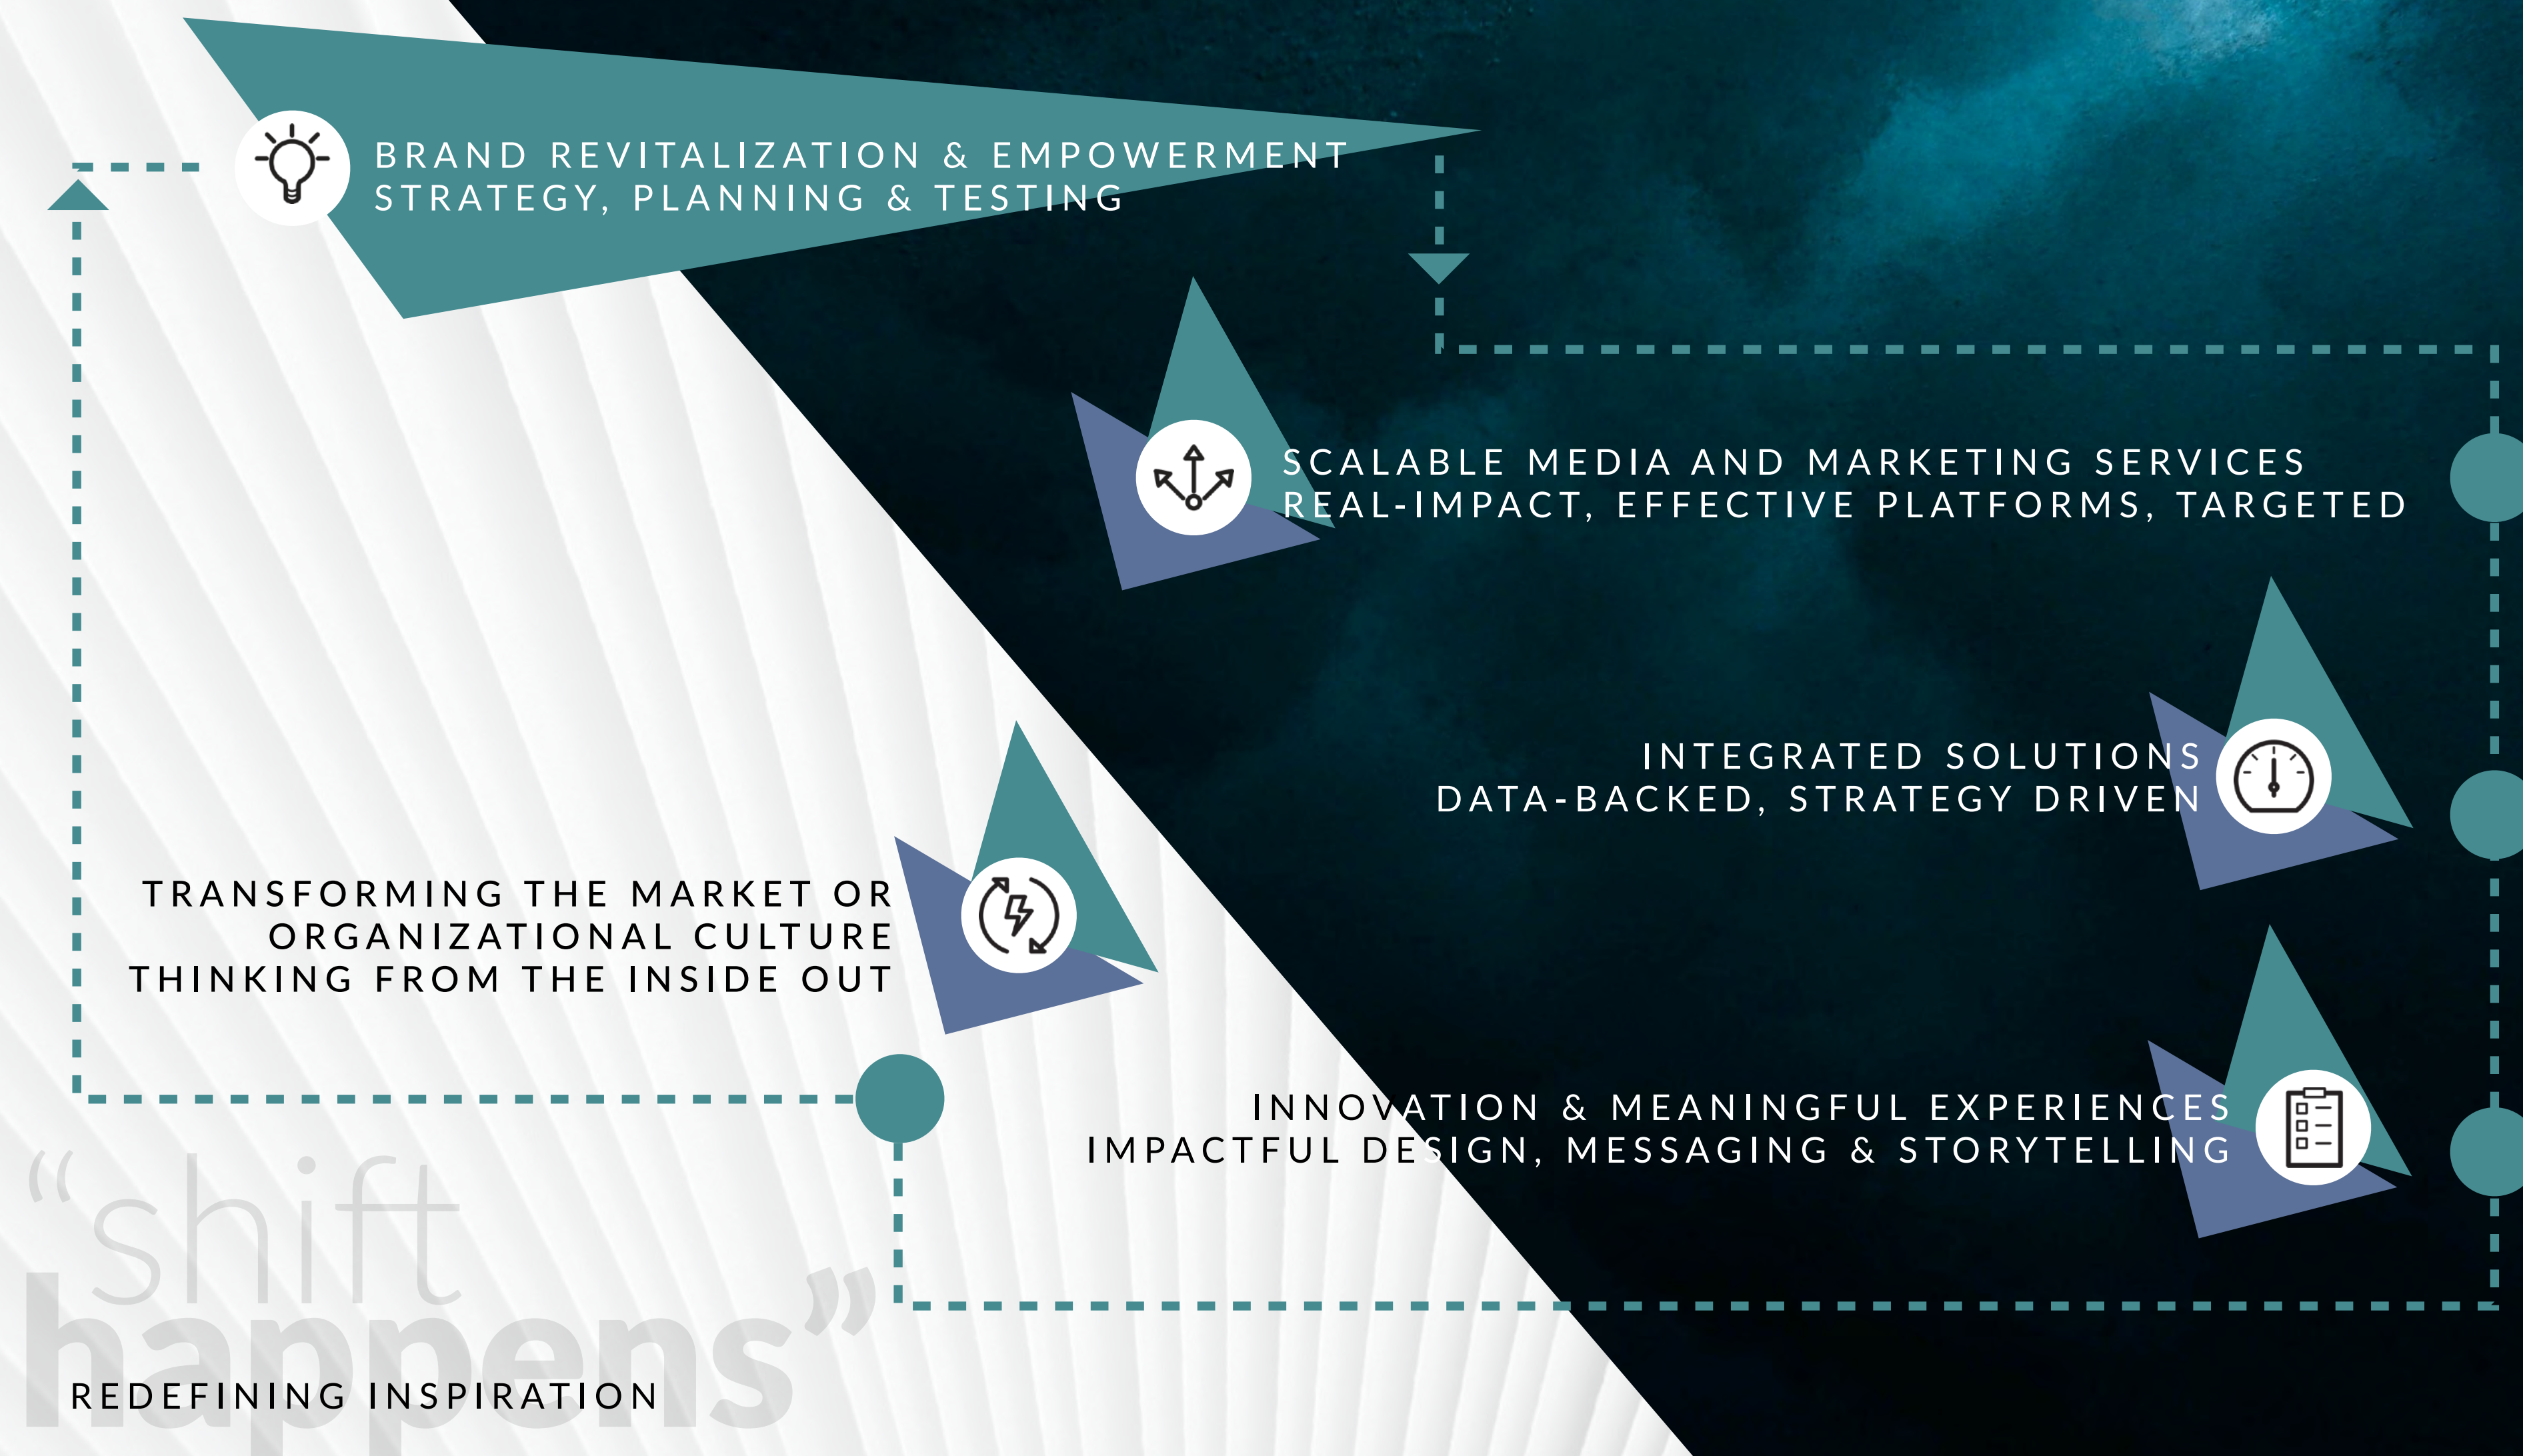 BRAND REVITALIZATION & EMPOWERMENT
STRATEGY, PLANNING & TESTING
SCALABLE MEDIA AND MARKETING SERVICES
REAL-IMPACT, EFFECTIVE PLATFORMS, TARGETED
INTEGRATED SOLUTIONS
DATA-BACKED, STRATEGY DRIVEN
TRANSFORMING THE MARKET OR
ORGANIZATIONAL CULTURE
THINKING FROM THE INSIDE OUT
INNOVATION & MEANINGFUL EXPERIENCES
IMPACTFUL DESIGN, MESSAGING & STORYTELLING
“shift
happens”
REDEFINING INSPIRATION